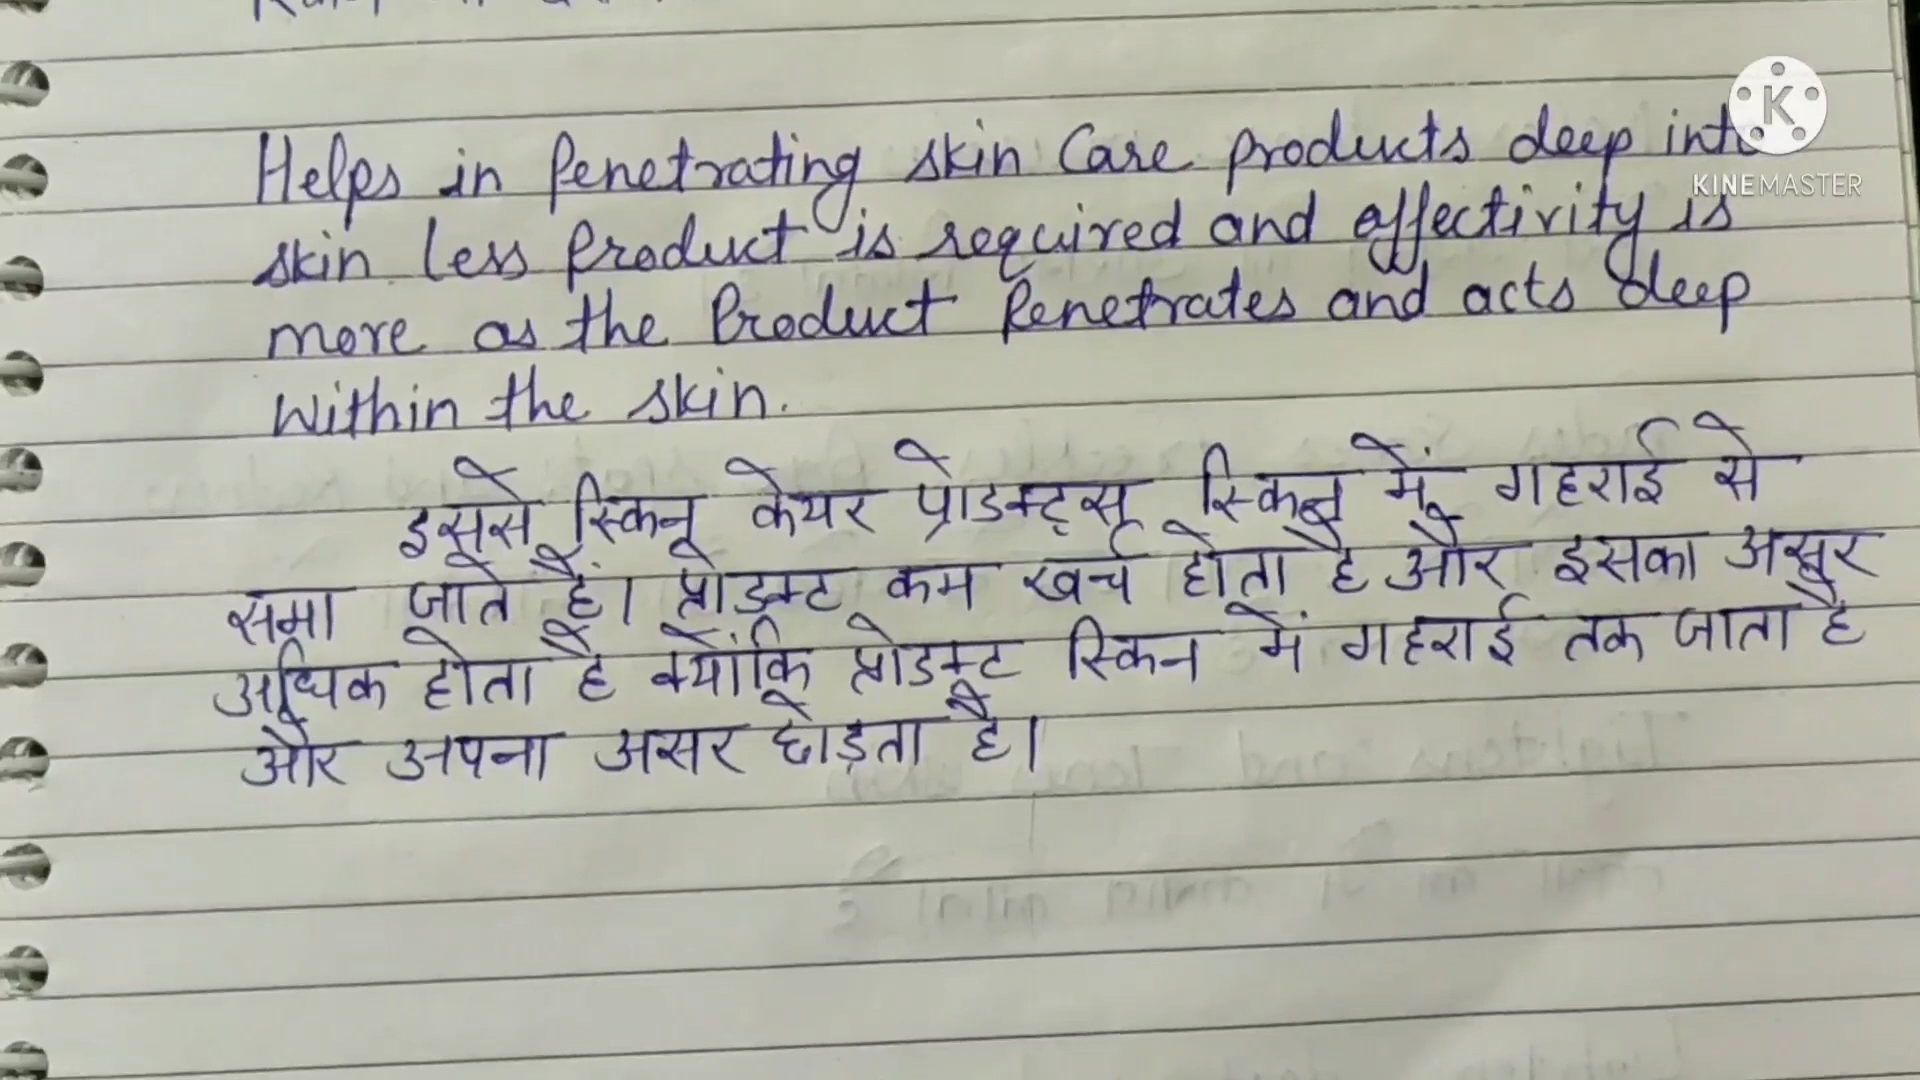 Helps in Penetrating skin Care products deep into
skin. Less Product is required and effectivity is
more as the Product Penetrates and acts deep
within the skin.
इससे स्किन केयर प्रोडक्ट्स स्किन में गहराई से
समा जाते हैं। प्रोडक्ट कम खर्च होता है और इसका असर
अधिक होता है क्योंकि प्रोडक्ट स्किन में गहराई तक जाता है
और अपना असर छोड़ता है।
KINEMASTER